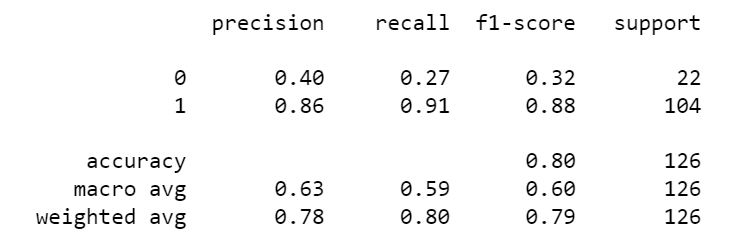 precision recall f1-score support
0 0.40 0.27 0.32 22
1 0.86 0.91 0.88 104
accuracy 0.80 126
macro avg 0.63 0.59 0.60 126
weighted avg 0.78 0.80 0.79 126